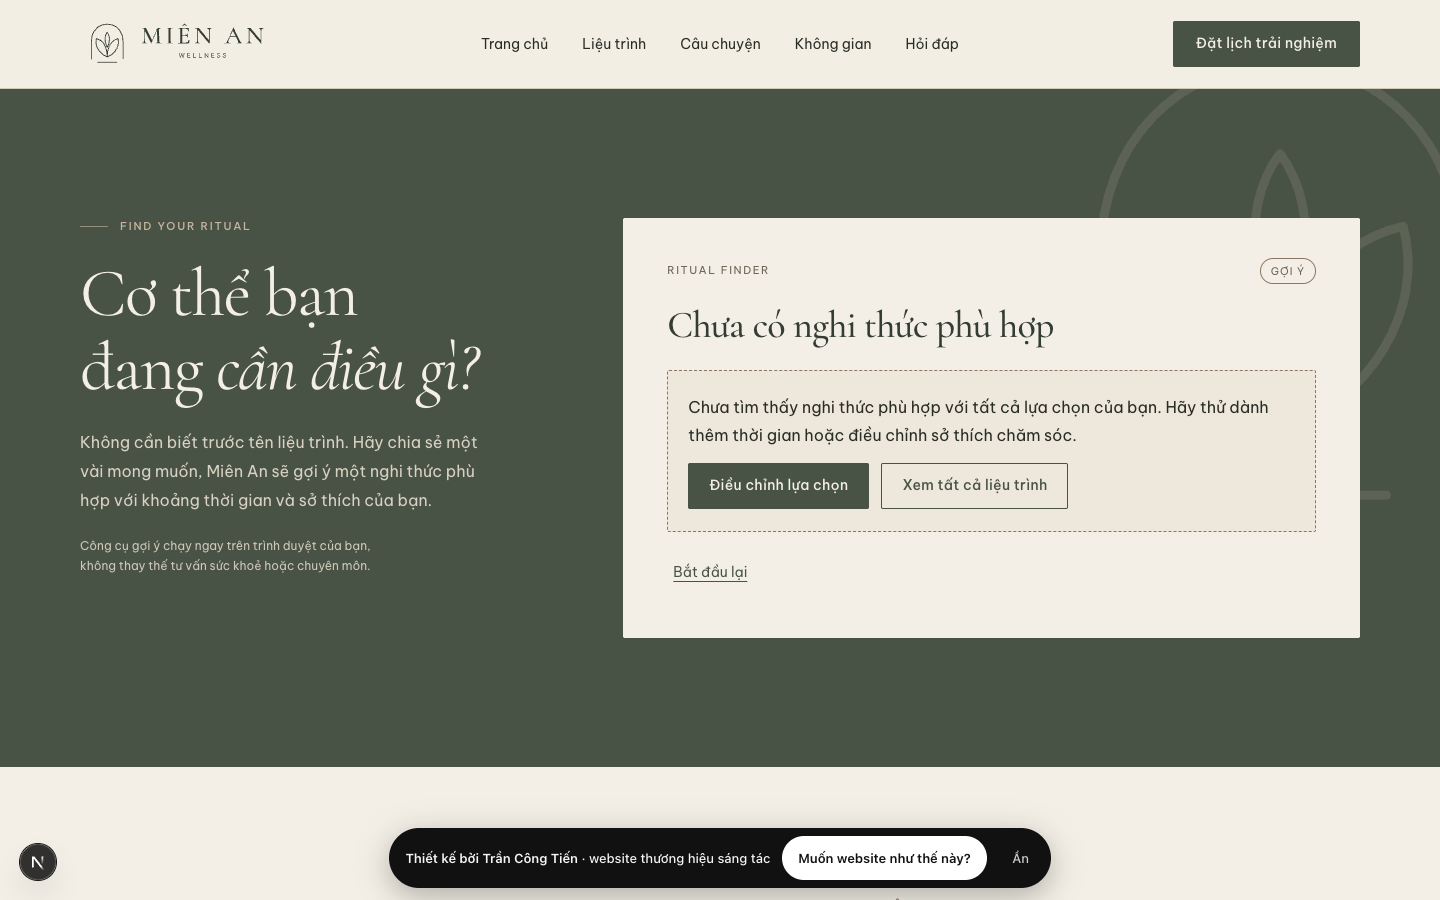 MIÊN AN
WELLNESS
Trang chủ
Liệu trình
Câu chuyện
Không gian
Hỏi đáp
Đặt lịch trải nghiệm
FIND YOUR RITUAL
Cơ thể bạn
đang cần điều gì?
Không cần biết trước tên liệu trình. Hãy chia sẻ một
vài mong muốn, Miên An sẽ gợi ý một nghi thức phù
hợp với khoảng thời gian và sở thích của bạn.
Công cụ gợi ý chạy ngay trên trình duyệt của bạn,
không thay thế tư vấn sức khoẻ hoặc chuyên môn.
RITUAL FINDER
GỢI Ý
Chưa có nghi thức phù hợp
Chưa tìm thấy nghi thức phù hợp với tất cả lựa chọn của bạn. Hãy thử dành
thêm thời gian hoặc điều chỉnh sở thích chăm sóc.
Điều chỉnh lựa chọn
Xem tất cả liệu trình
Bắt đầu lại
Thiết kế bởi Trần Công Tiến · website thương hiệu sáng tác
Muốn website như thế này?
Ẩn
N